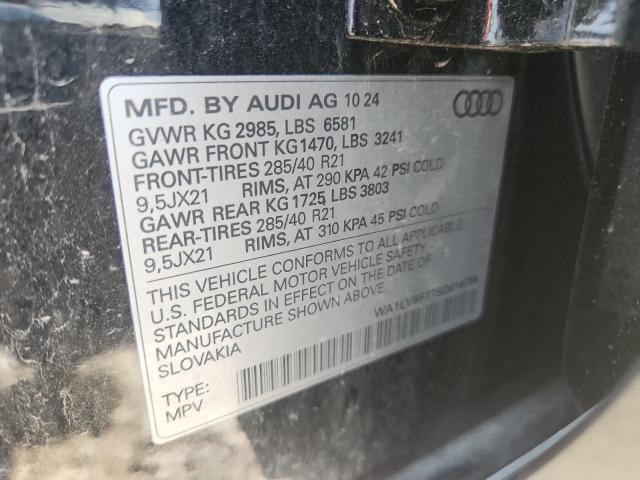 MFD. BY AUDI AG 10 24
GVWR KG 2985, LBS 6581
GAWR FRONT KG1470, LBS 3241
FRONT-TIRES 285/40 R21
9,5JX21 RIMS, AT 290 KPA 42 PSI COLD
GAWR REAR KG 1725, LBS 3803
REAR-TIRES 285/40 R21
9,5JX21 RIMS, AT 310 KPA 45 PSI COLD
THIS VEHICLE CONFORMS TO ALL APPLICABLE
U.S. FEDERAL MOTOR VEHICLE SAFETY
STANDARDS IN EFFECT ON THE DATE OF
MANUFACTURE SHOWN ABOVE.
SLOVAKIA
TYPE:
MPV